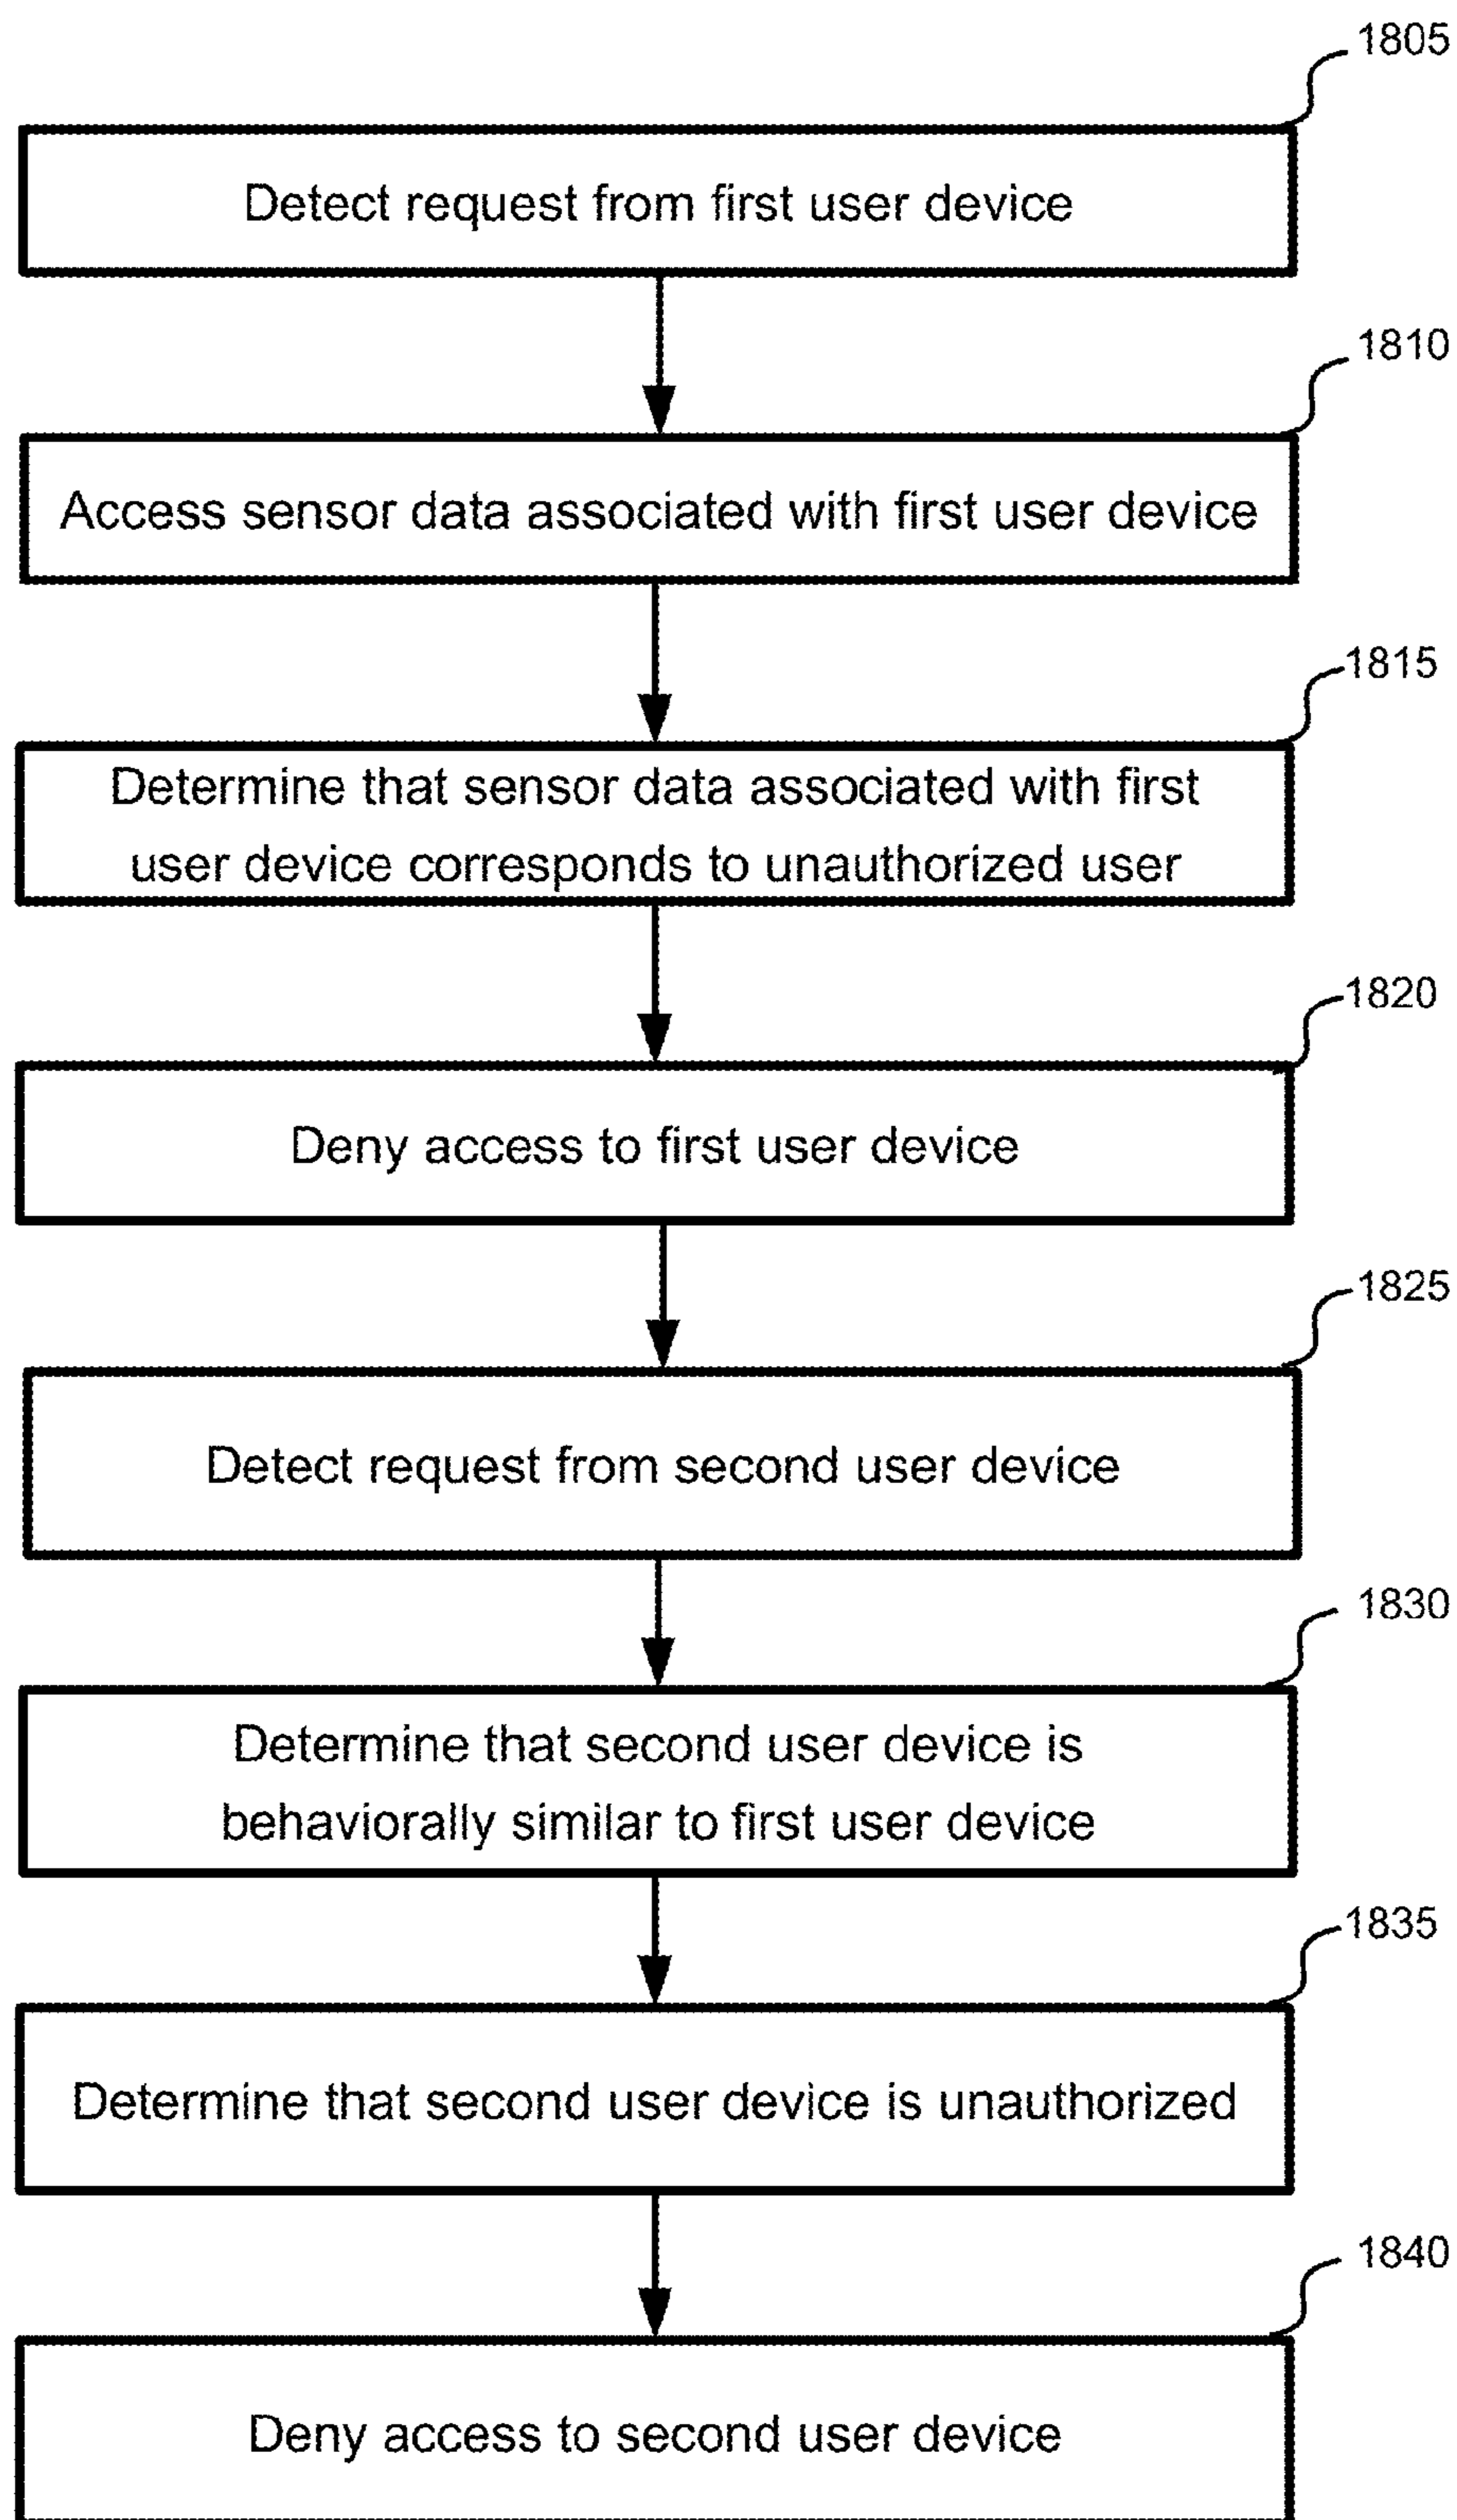 1805
Detect request from first user device
1810
Access sensor data associated with first user device
1815
Determine that sensor data associated with first
user device corresponds to unauthorized user
1820
Deny access to first user device
1825
Detect request from second user device
1830
Determine that second user device is
behaviorally similar to first user device
1835
Determine that second user device is unauthorized
1840
Deny access to second user device